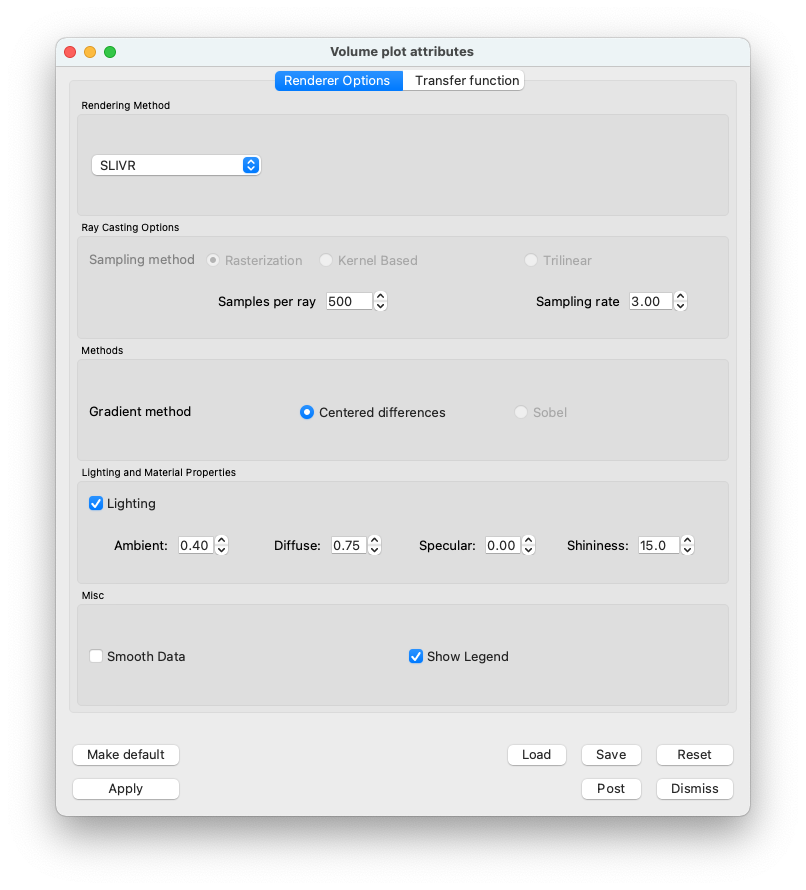 Volume plot attributes
Renderer Options Transfer function
Rendering Method
SLIVR
Ray Casting Options
Sampling method Rasterization Kernel Based Trilinear
Samples per ray 500 Sampling rate 3.00
Methods
Gradient method Centered differences Sobel
Lighting and Material Properties
Lighting
Ambient: 0.40 Diffuse: 0.75 Specular: 0.00 Shininess: 15.0
Misc
Smooth Data Show Legend
Make default Load Save Reset
Apply Post Dismiss